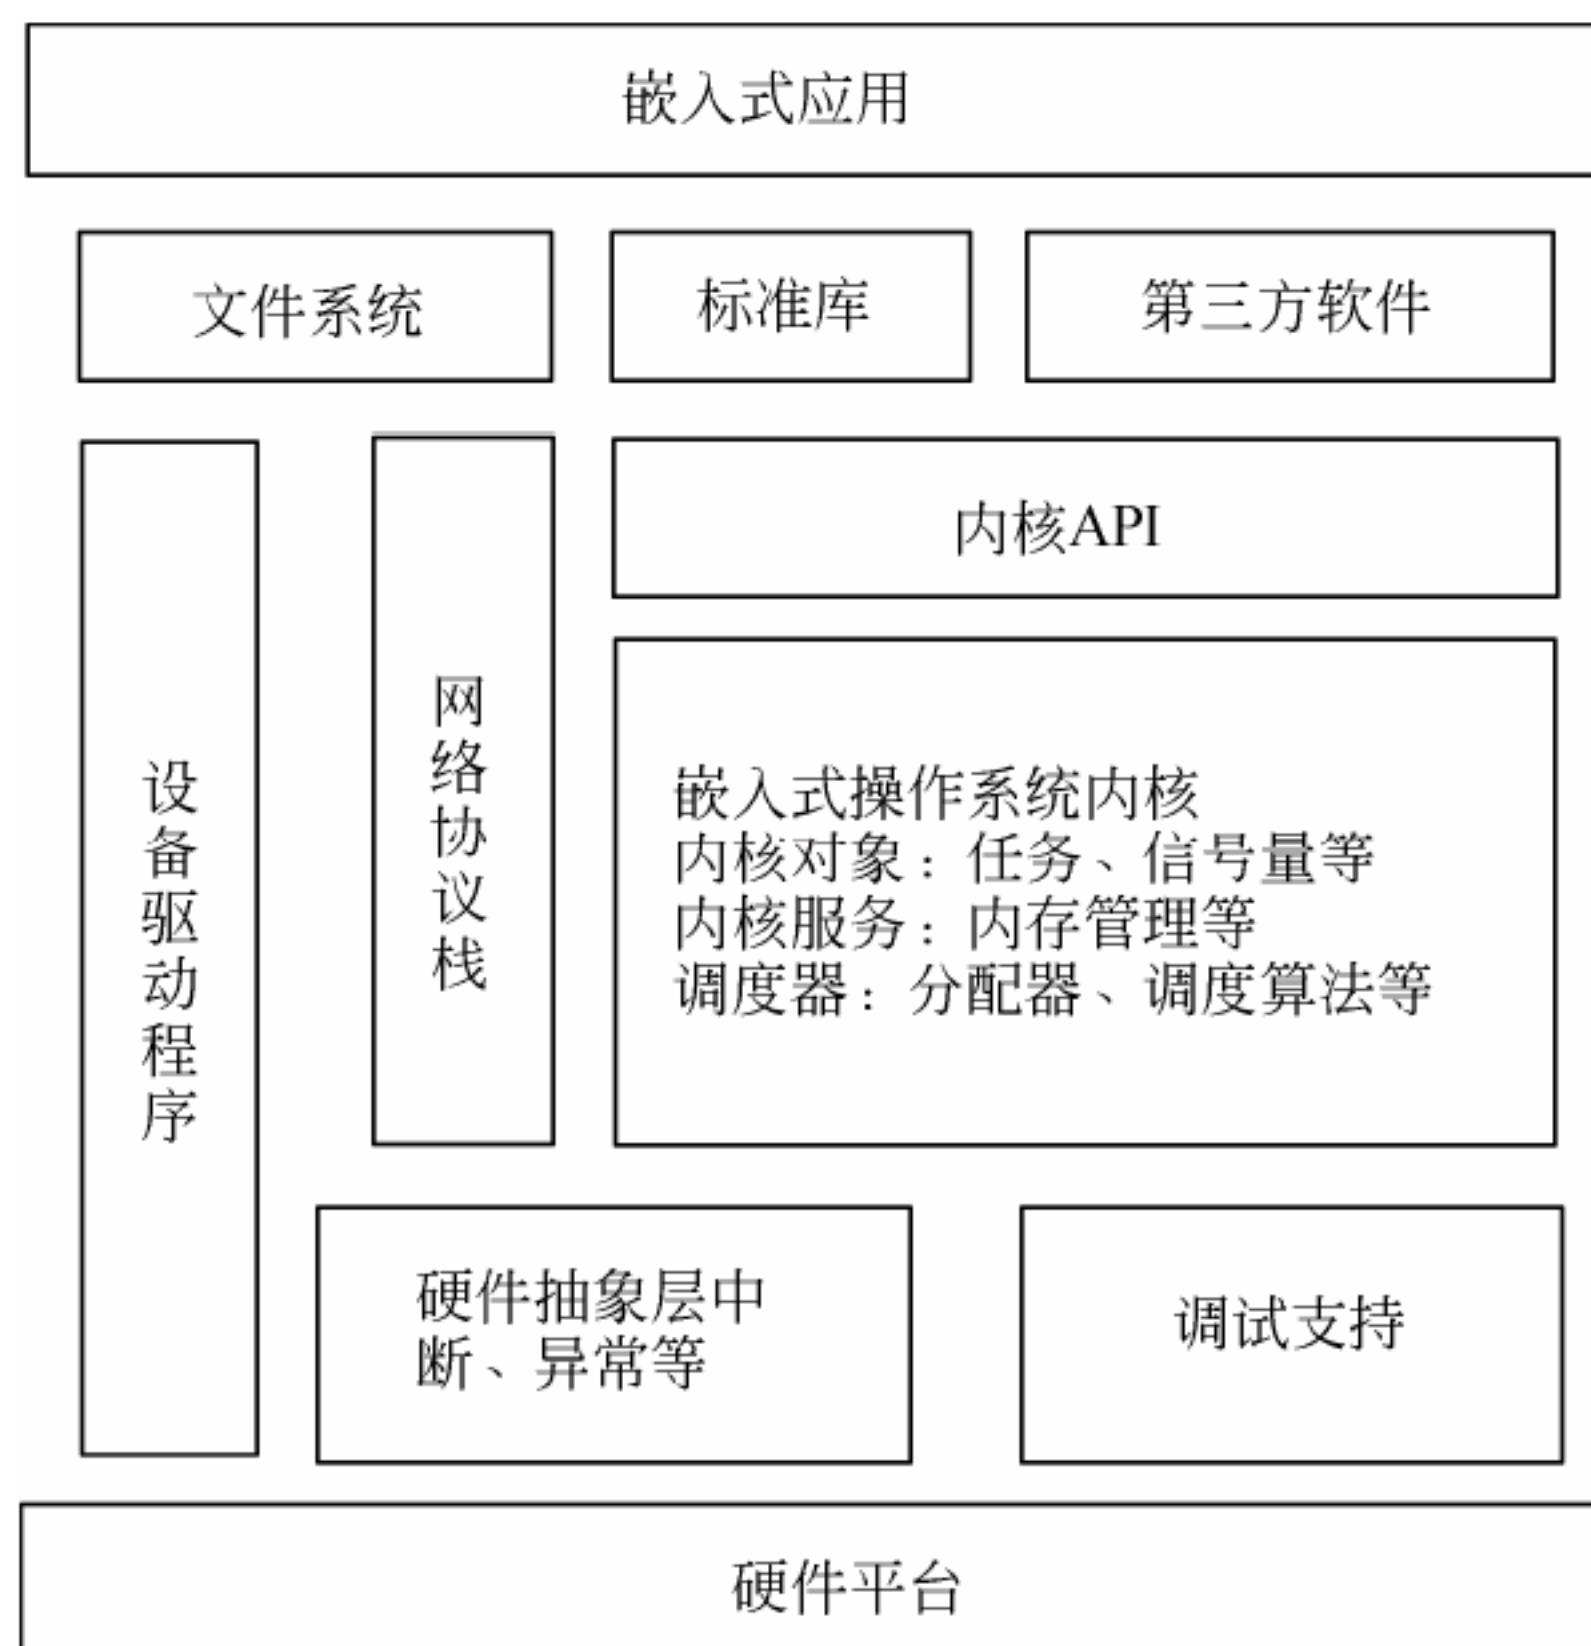 嵌入式应用
文件系统
标准库
第三方软件
设备驱动程序
网络协议栈
内核API
嵌入式操作系统内核
内核对象：任务、信号量等
内核服务：内存管理等
调度器：分配器、调度算法等
硬件抽象层中
断、异常等
调试支持
硬件平台